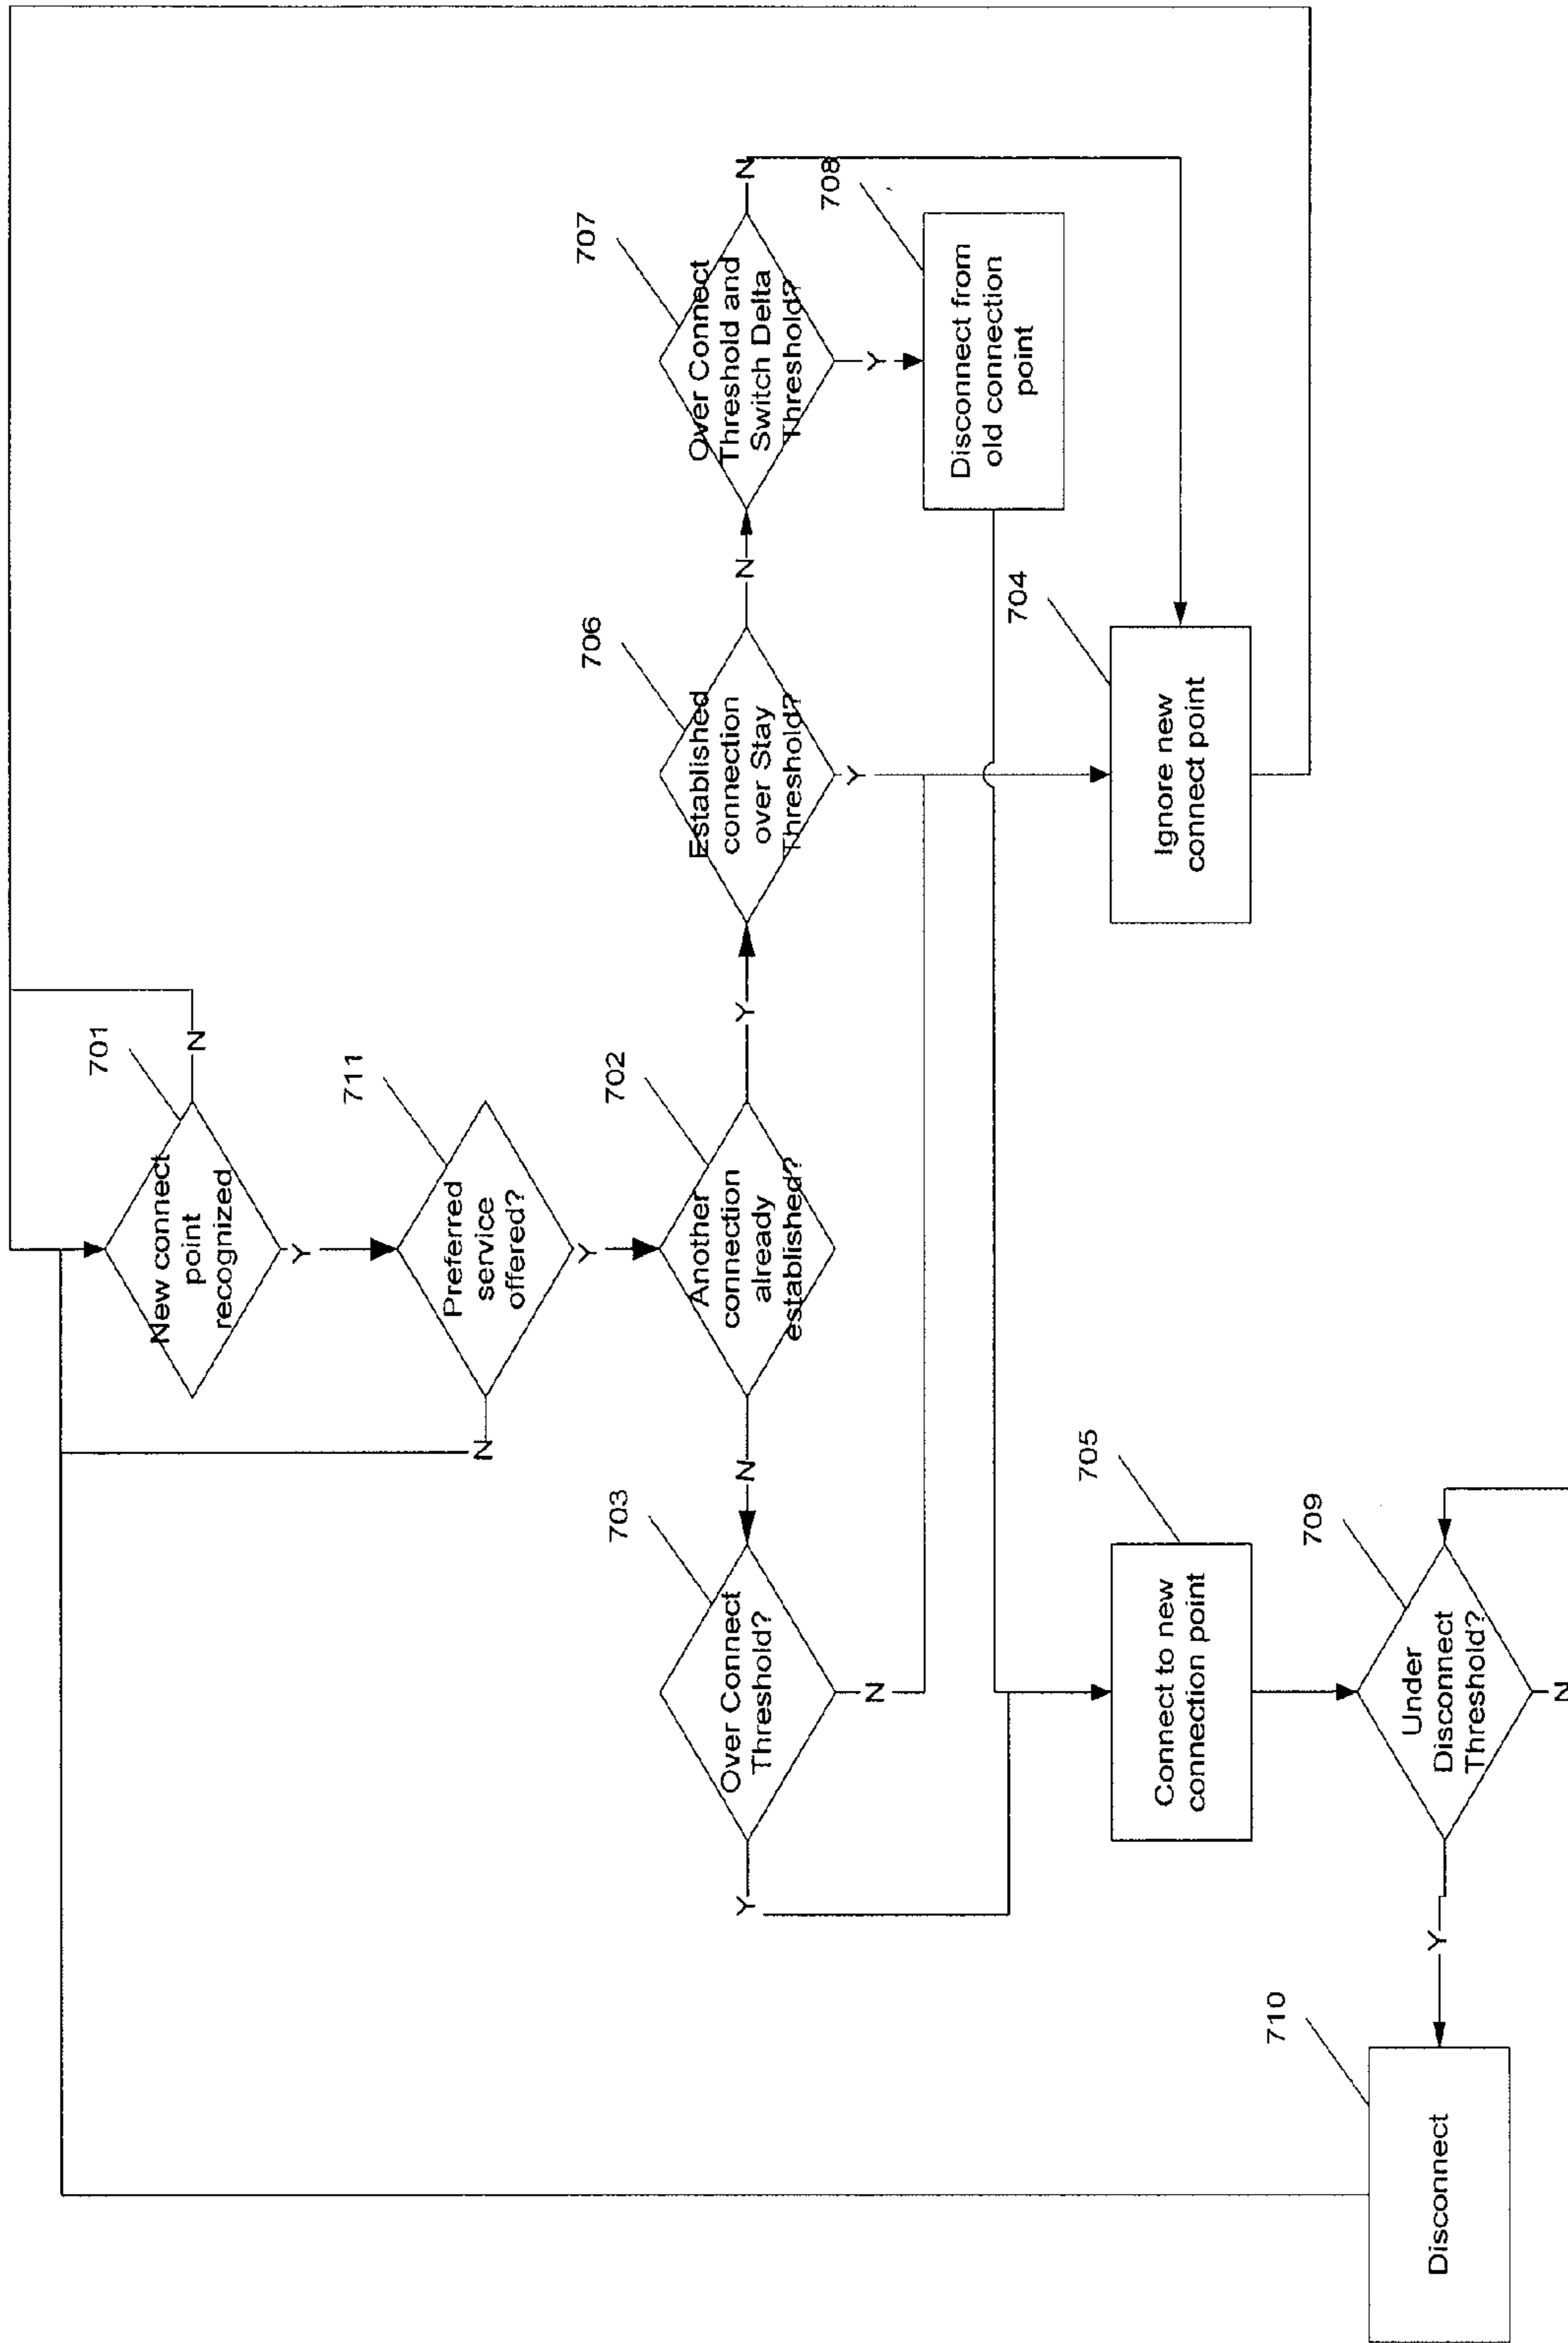 701
New connect
point
recognized
N
Y
711
Preferred
service
offered?
N
Y
702
Another
connection
already
established?
N
Y
703
Over Connect
Threshold?
Y
N
706
Established
connection
over Stay
Threshold?
N
Y
707
Over Connect
Threshold and
Switch Delta
Threshold?
N
Y
708
Disconnect from
old connection
point
704
Ignore new
connect point
705
Connect to new
connection point
709
Under
Disconnect
Threshold?
Y
N
710
Disconnect